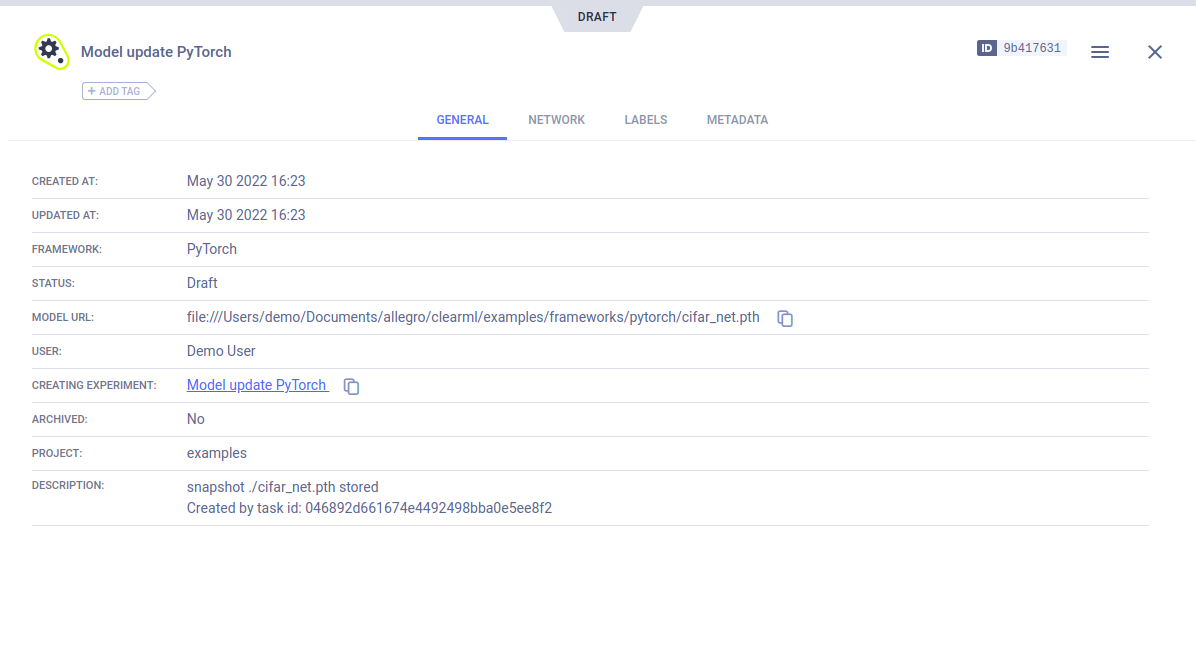 DRAFT
Model update PyTorch
ID 9b417631
+ ADD TAG
GENERAL NETWORK LABELS METADATA
CREATED AT: May 30 2022 16:23
UPDATED AT: May 30 2022 16:23
FRAMEWORK: PyTorch
STATUS: Draft
MODEL URL: file:///Users/demo/Documents/allegro/clearml/examples/frameworks/pytorch/cifar_net.pth
USER: Demo User
CREATING EXPERIMENT: Model update PyTorch
ARCHIVED: No
PROJECT: examples
DESCRIPTION: snapshot ./cifar_net.pth stored
Created by task id: 046892d661674e4492498bba0e5ee8f2